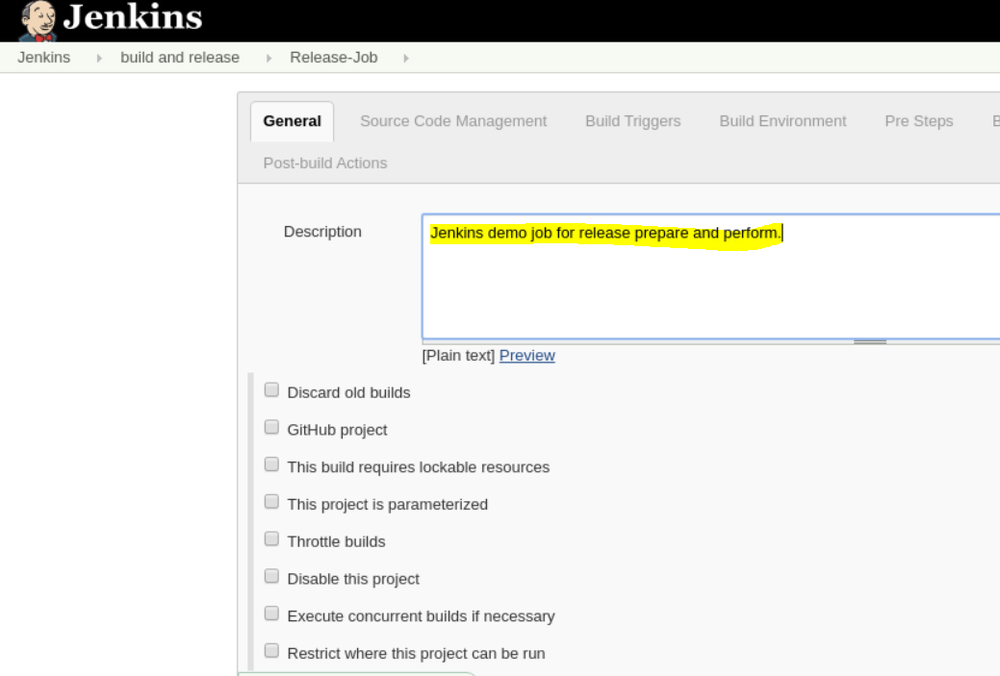 Jenkins
Jenkins build and release Release-Job
General Source Code Management Build Triggers Build Environment Pre Steps
Post-build Actions
Description Jenkins demo job for release prepare and perform.
[Plain text] Preview
Discard old builds
GitHub project
This build requires lockable resources
This project is parameterized
Throttle builds
Disable this project
Execute concurrent builds if necessary
Restrict where this project can be run